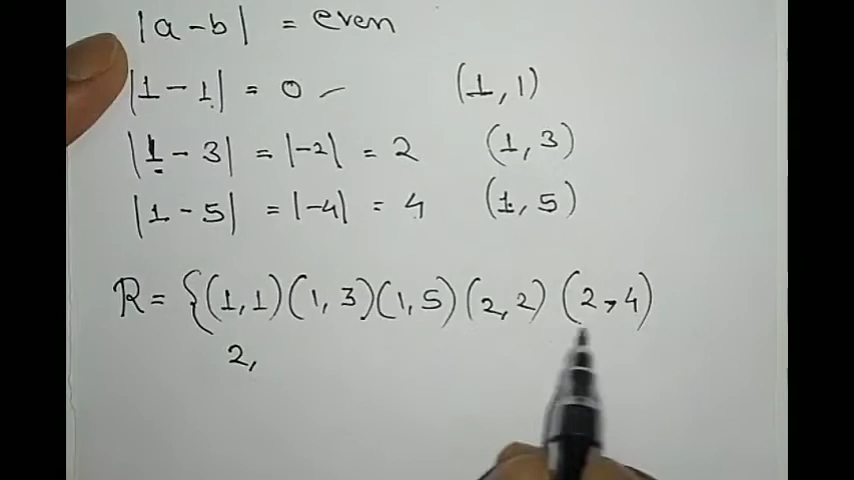 |a-b| = even
|1-1| = 0 - (1,1)
|1-3| = |-2| = 2 (1,3)
|1-5| = |-4| = 4 (1,5)
R = {(1,1)(1,3)(1,5)(2,2)(2,4)
2,